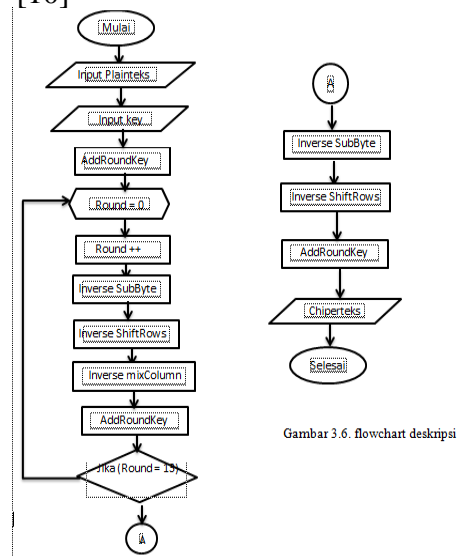 [16]
Mulai
Input Plainteks
Input key
AddRoundKey
Round = 0
Round ++
Inverse SubByte
Inverse ShiftRows
Inverse mixColumn
AddRoundKey
Jika (Round = 13)
A
A
Inverse SubByte
Inverse ShiftRows
AddRoundKey
Chiperteks
Selesai
Gambar 3.6. flowchart deskripsi